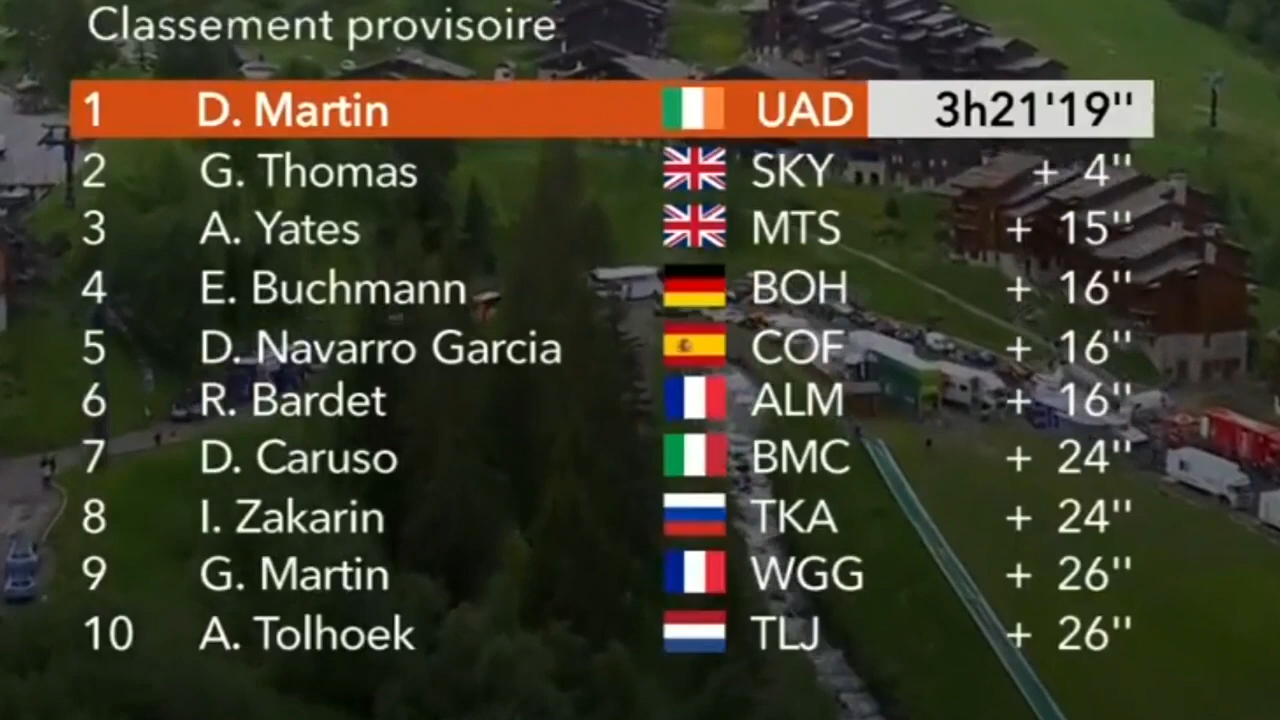 Classement provisoire
1 D. Martin UAD 3h21'19''
2 G. Thomas SKY + 4''
3 A. Yates MTS + 15''
4 E. Buchmann BOH + 16''
5 D. Navarro Garcia COF + 16''
6 R. Bardet ALM + 16''
7 D. Caruso BMC + 24''
8 I. Zakarin TKA + 24''
9 G. Martin WGG + 26''
10 A. Tolhoek TLJ + 26''